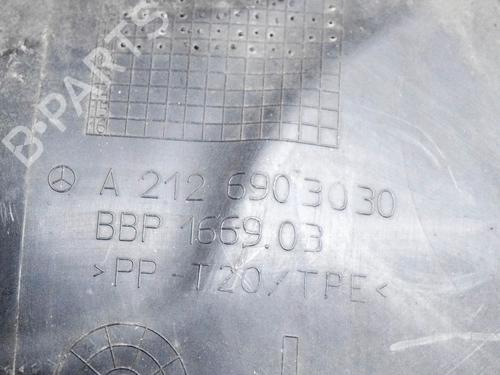 B-PARTS
A 212 690 30 30
BBP 1669.03
>PP-T20/TPE<